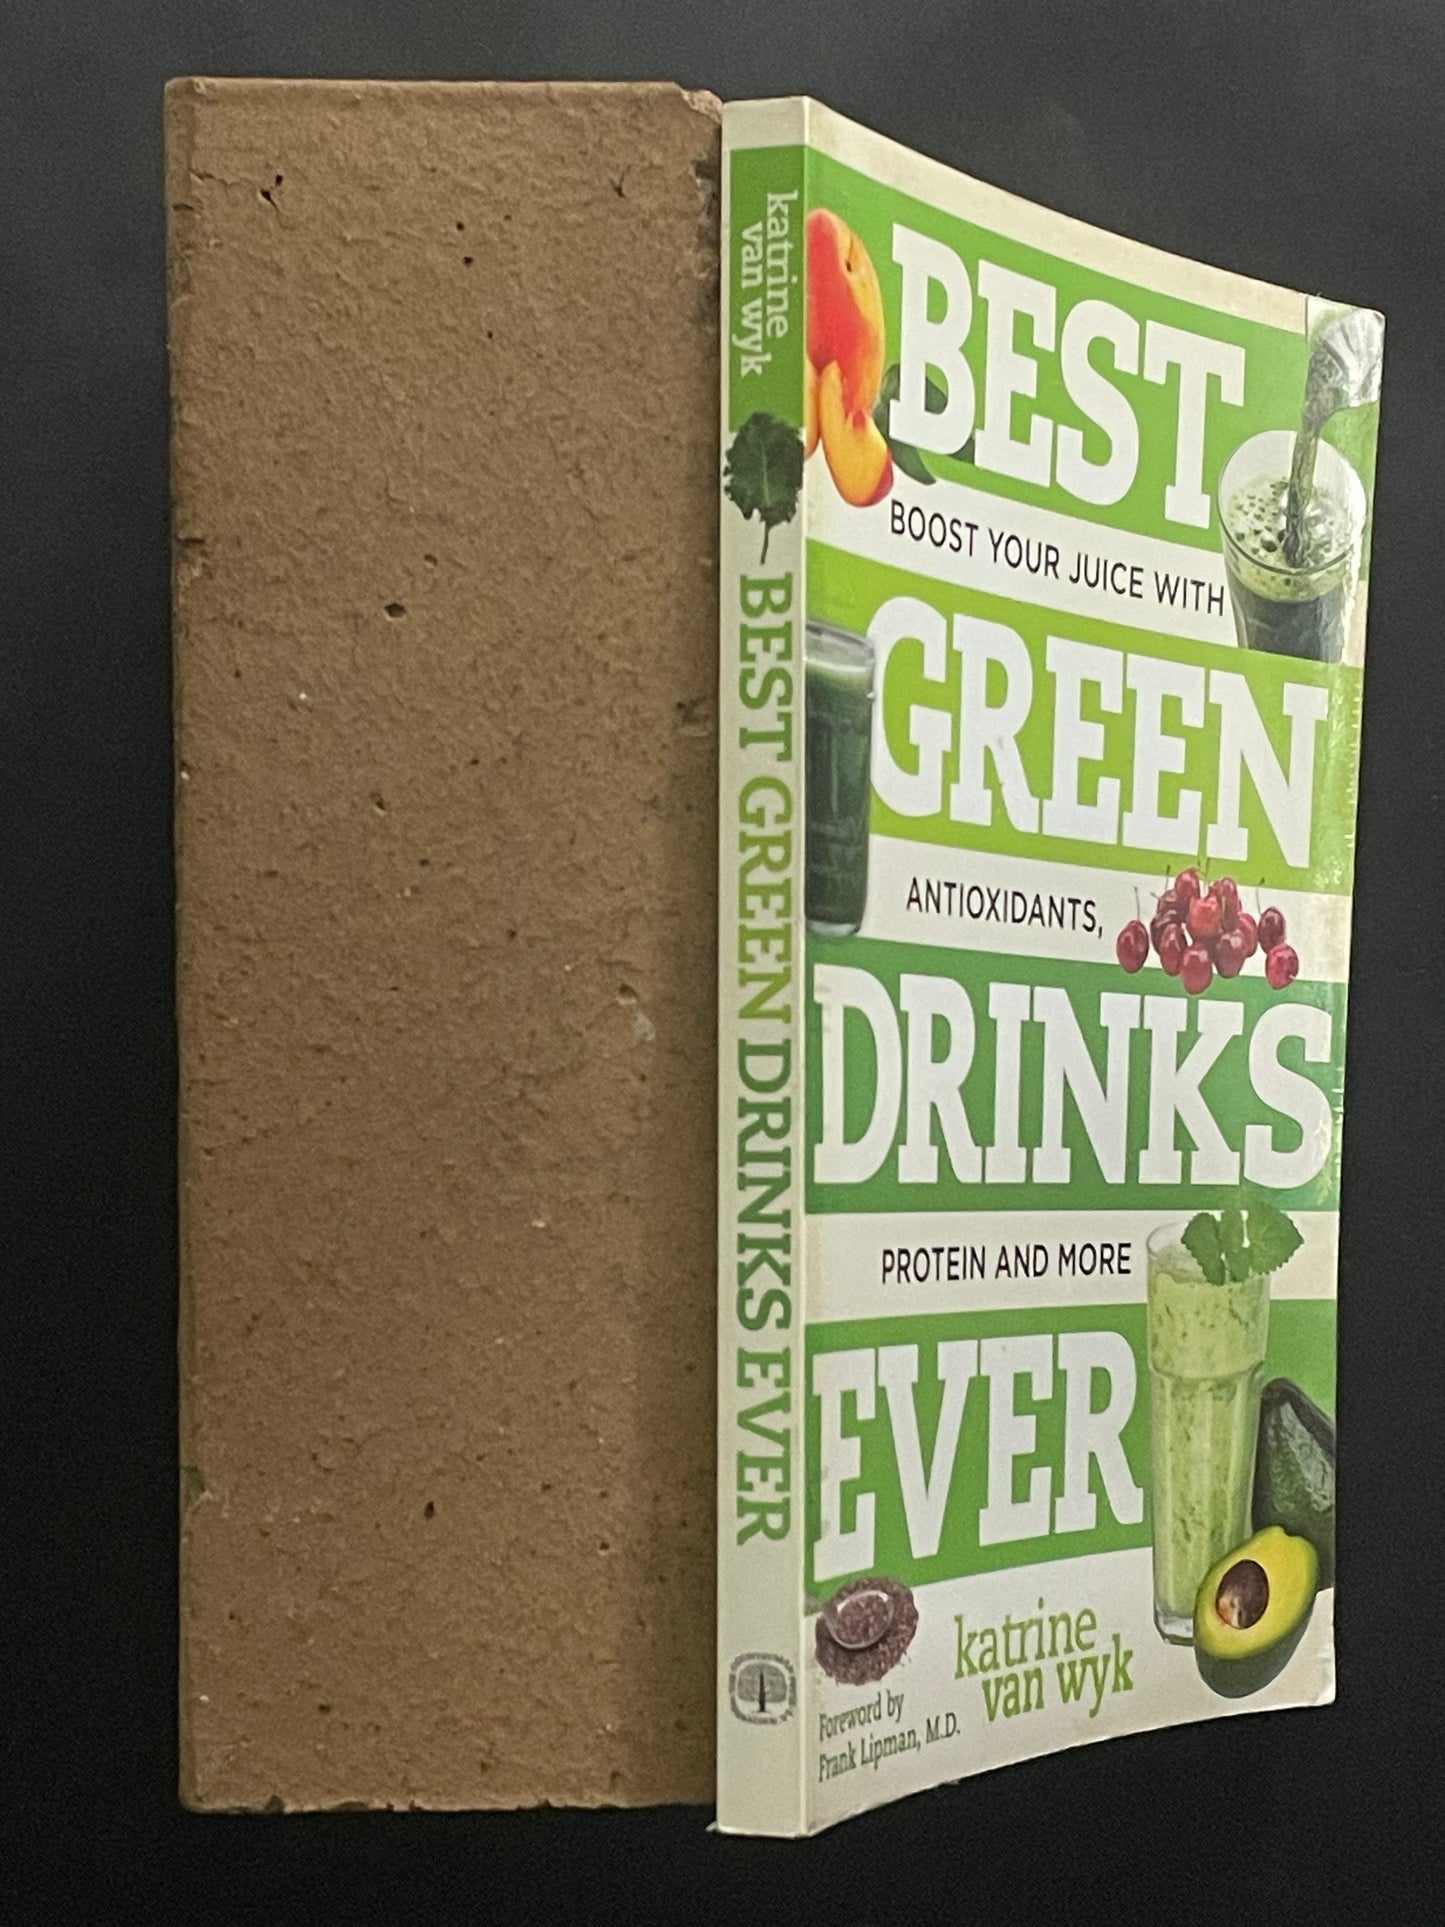 katrine
van wyk
BEST GREEN DRINKS EVER
BEST
BOOST YOUR JUICE WITH
GREEN
ANTIOXIDANTS,
DRINKS
PROTEIN AND MORE
EVER
katrine
van wyk
Foreword by
Frank Lipman, M.D.